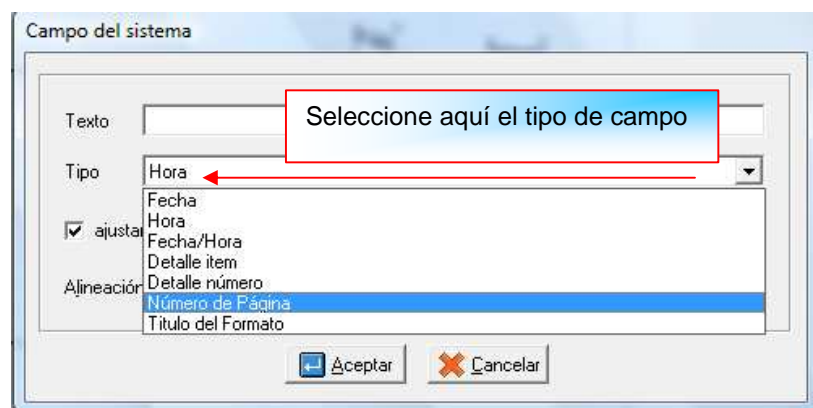 Campo del sistema
Texto
Seleccione aquí el tipo de campo
Tipo
Hora
Fecha
Hora
Fecha/Hora
Detalle item
Detalle número
Número de Página
Titulo del Formato
ajustar
Alineación
Aceptar
Cancelar